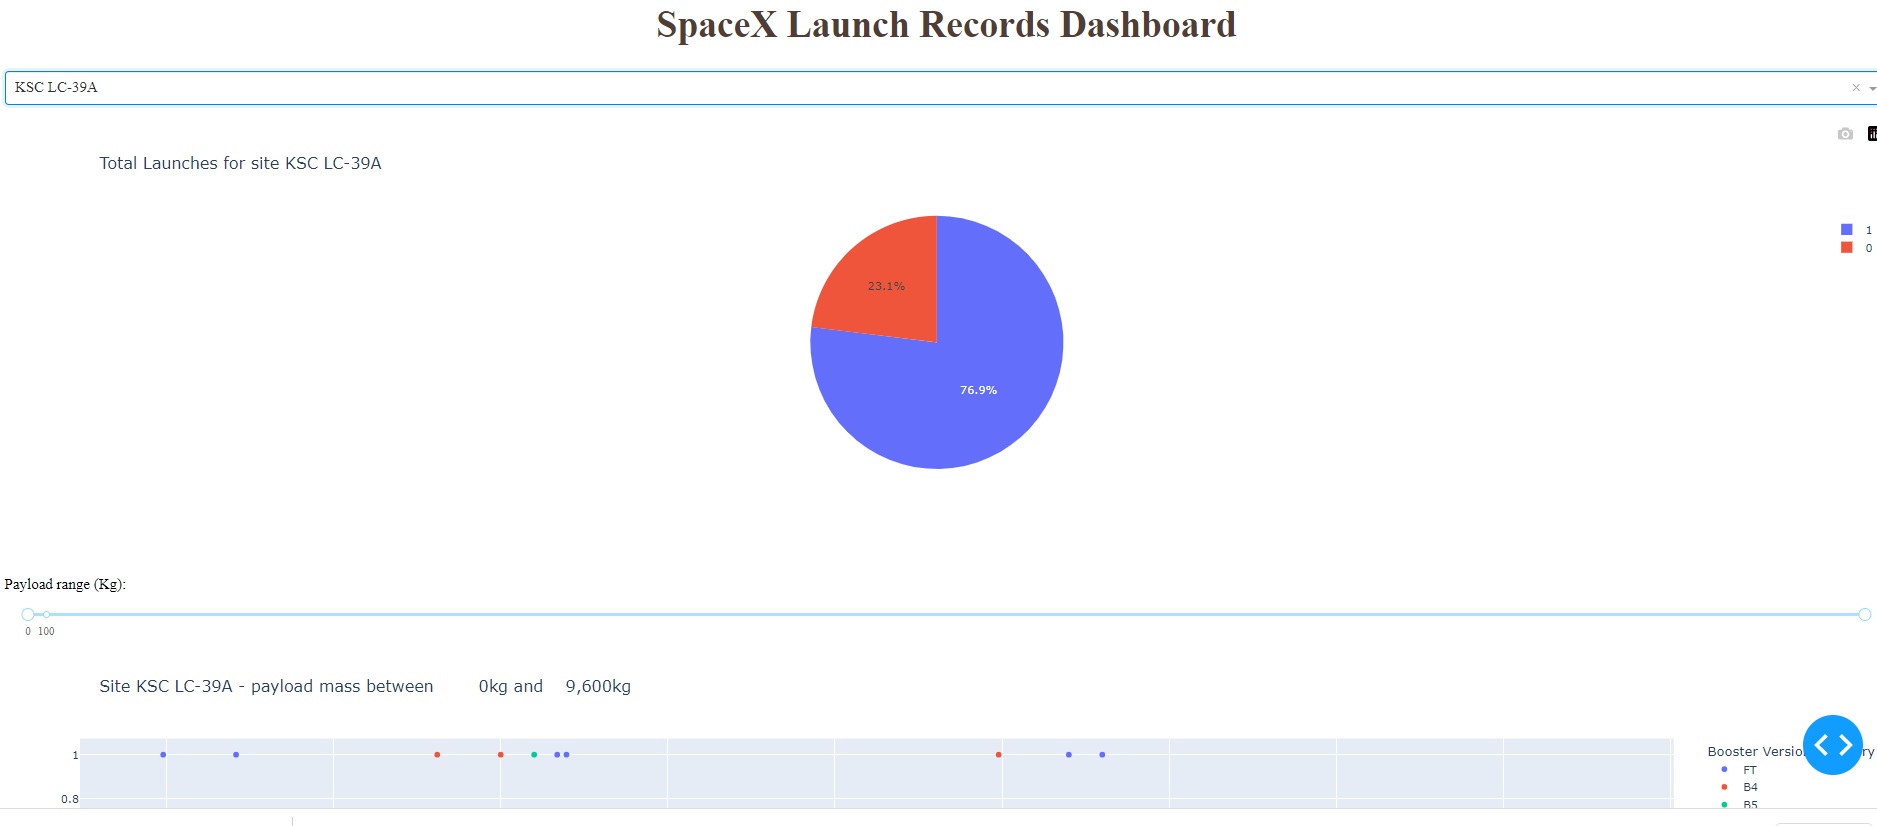 SpaceX Launch Records Dashboard
KSC LC-39A
Total Launches for site KSC LC-39A
1
0
23.1%
76.9%
Payload range (Kg):
0 100
Site KSC LC-39A - payload mass between 0kg and 9,600kg
1
0.8
Booster Versio ry
FT
B4
B5